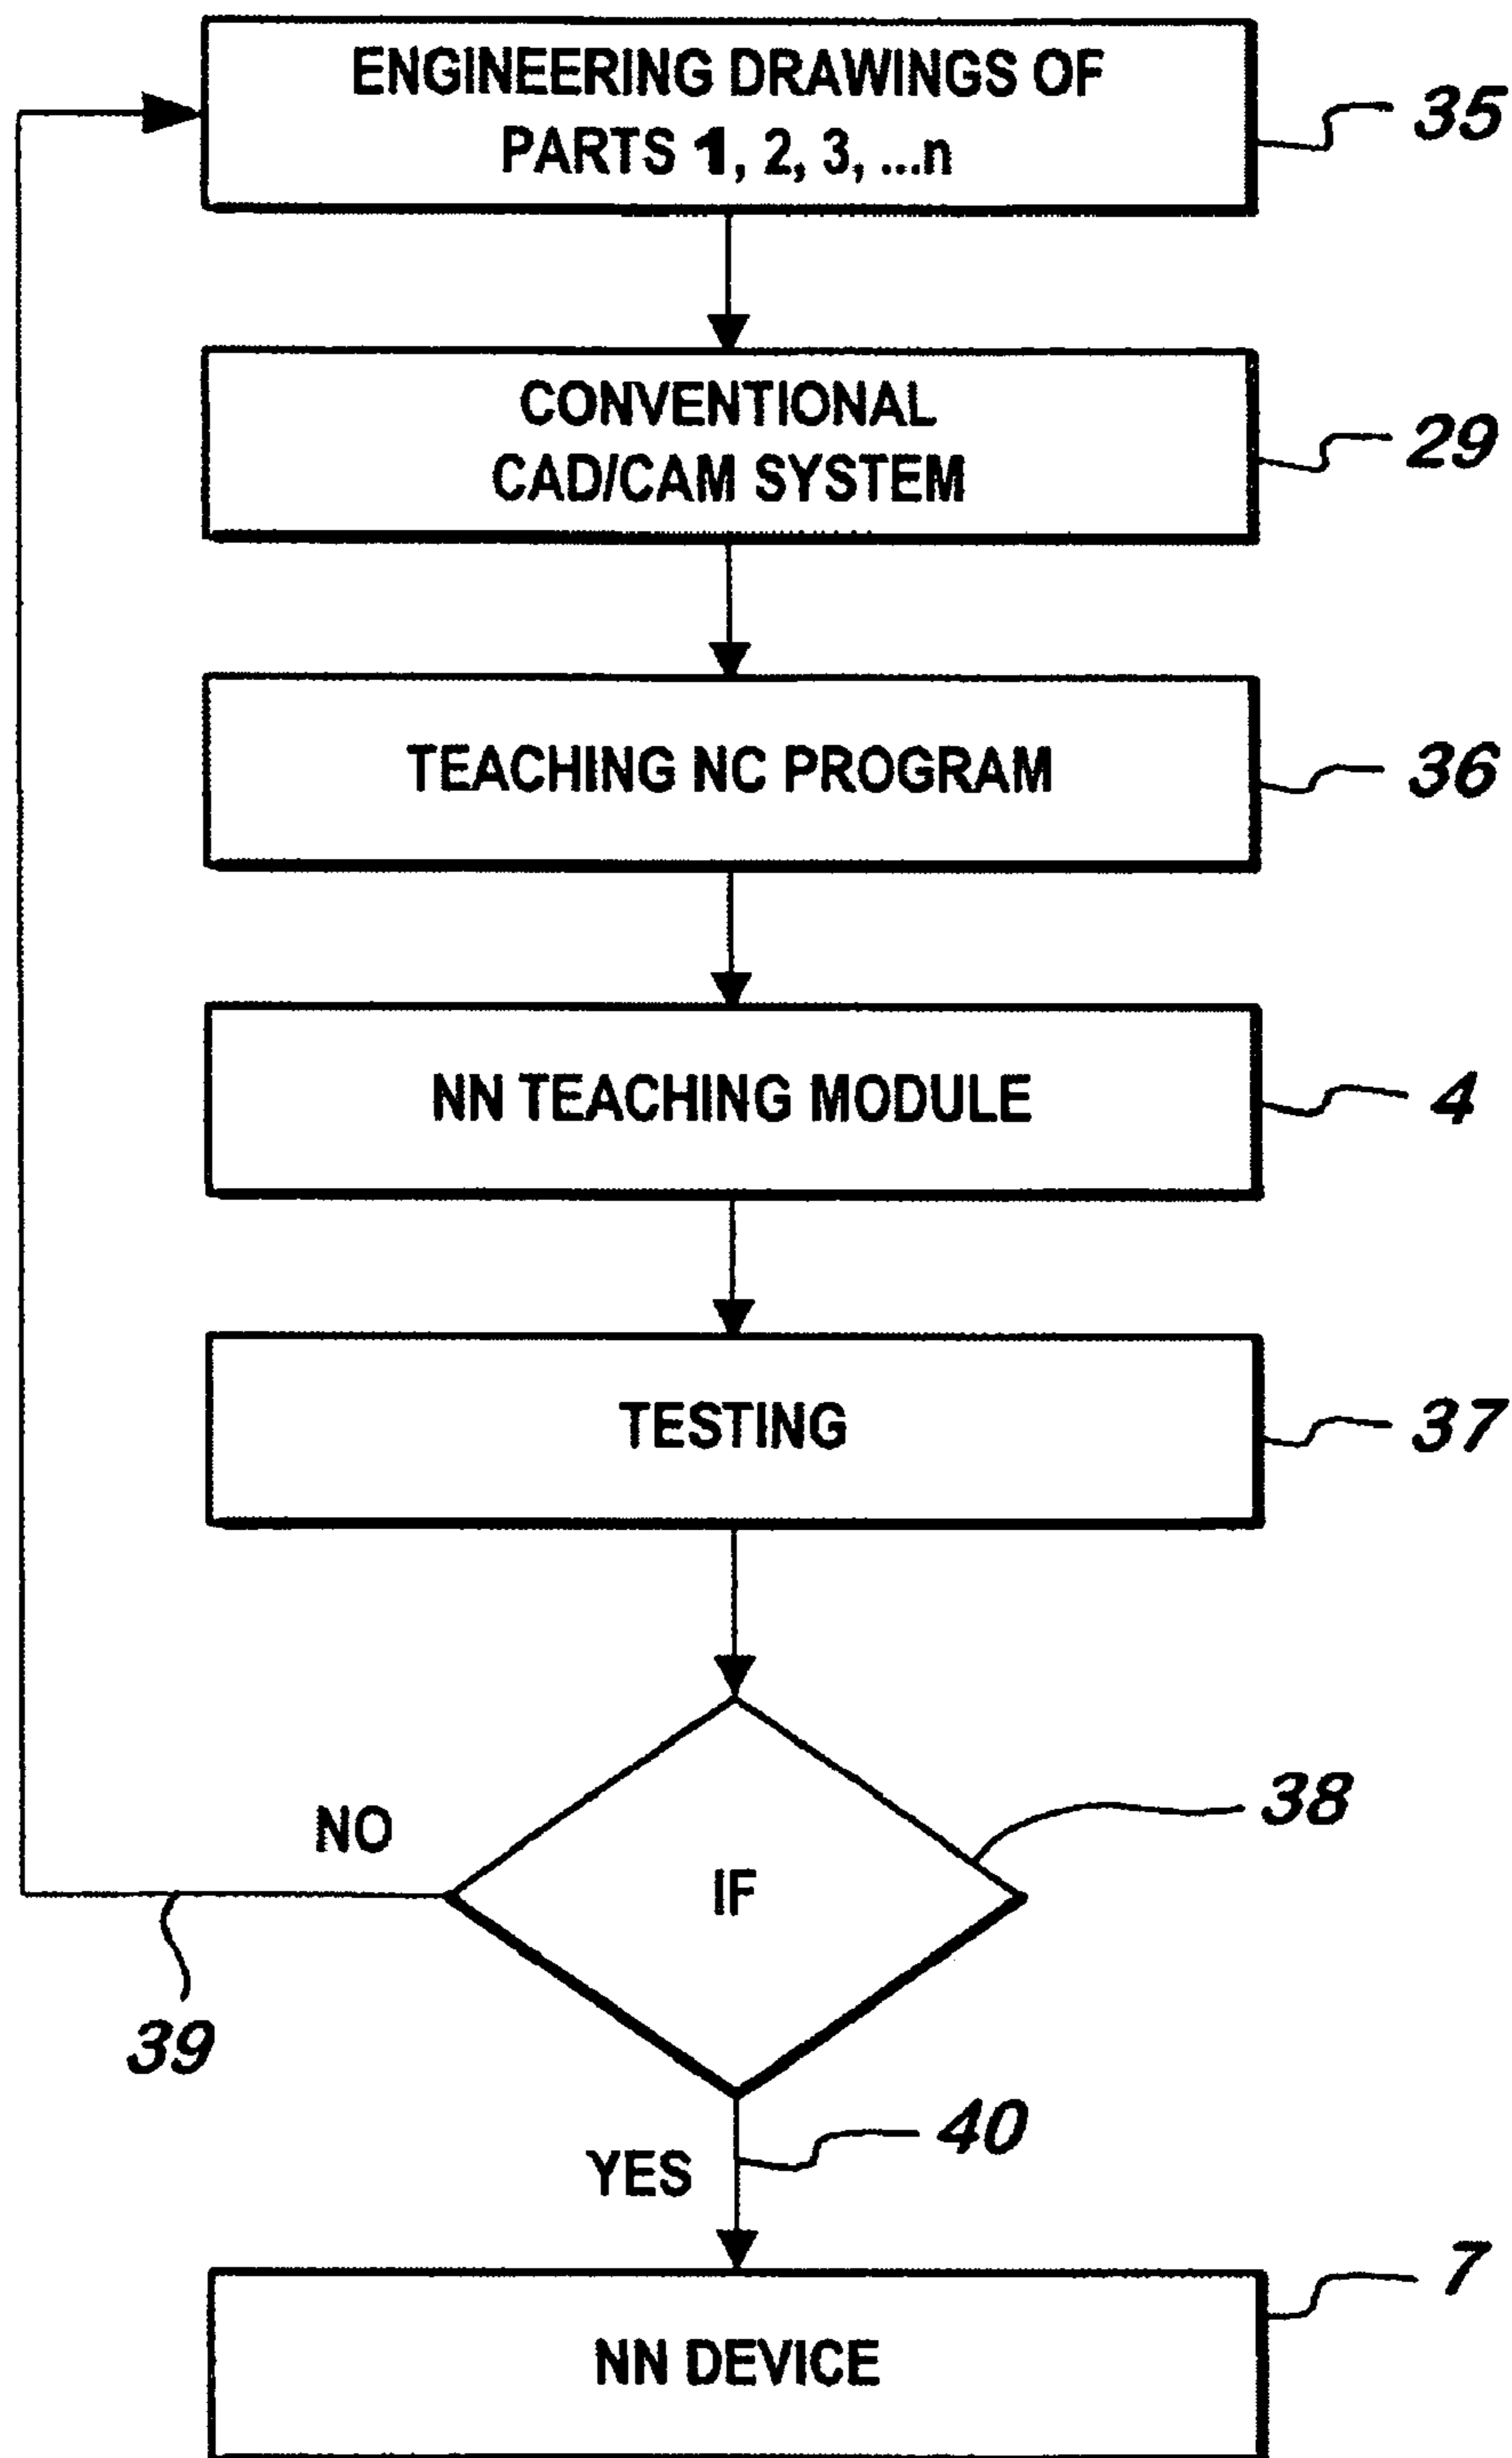 ENGINEERING DRAWINGS OF
PARTS 1, 2, 3, ...n
35
CONVENTIONAL
CAD/CAM SYSTEM
29
TEACHING NC PROGRAM
36
NN TEACHING MODULE
4
TESTING
37
38
NO
IF
39
40
YES
7
NN DEVICE